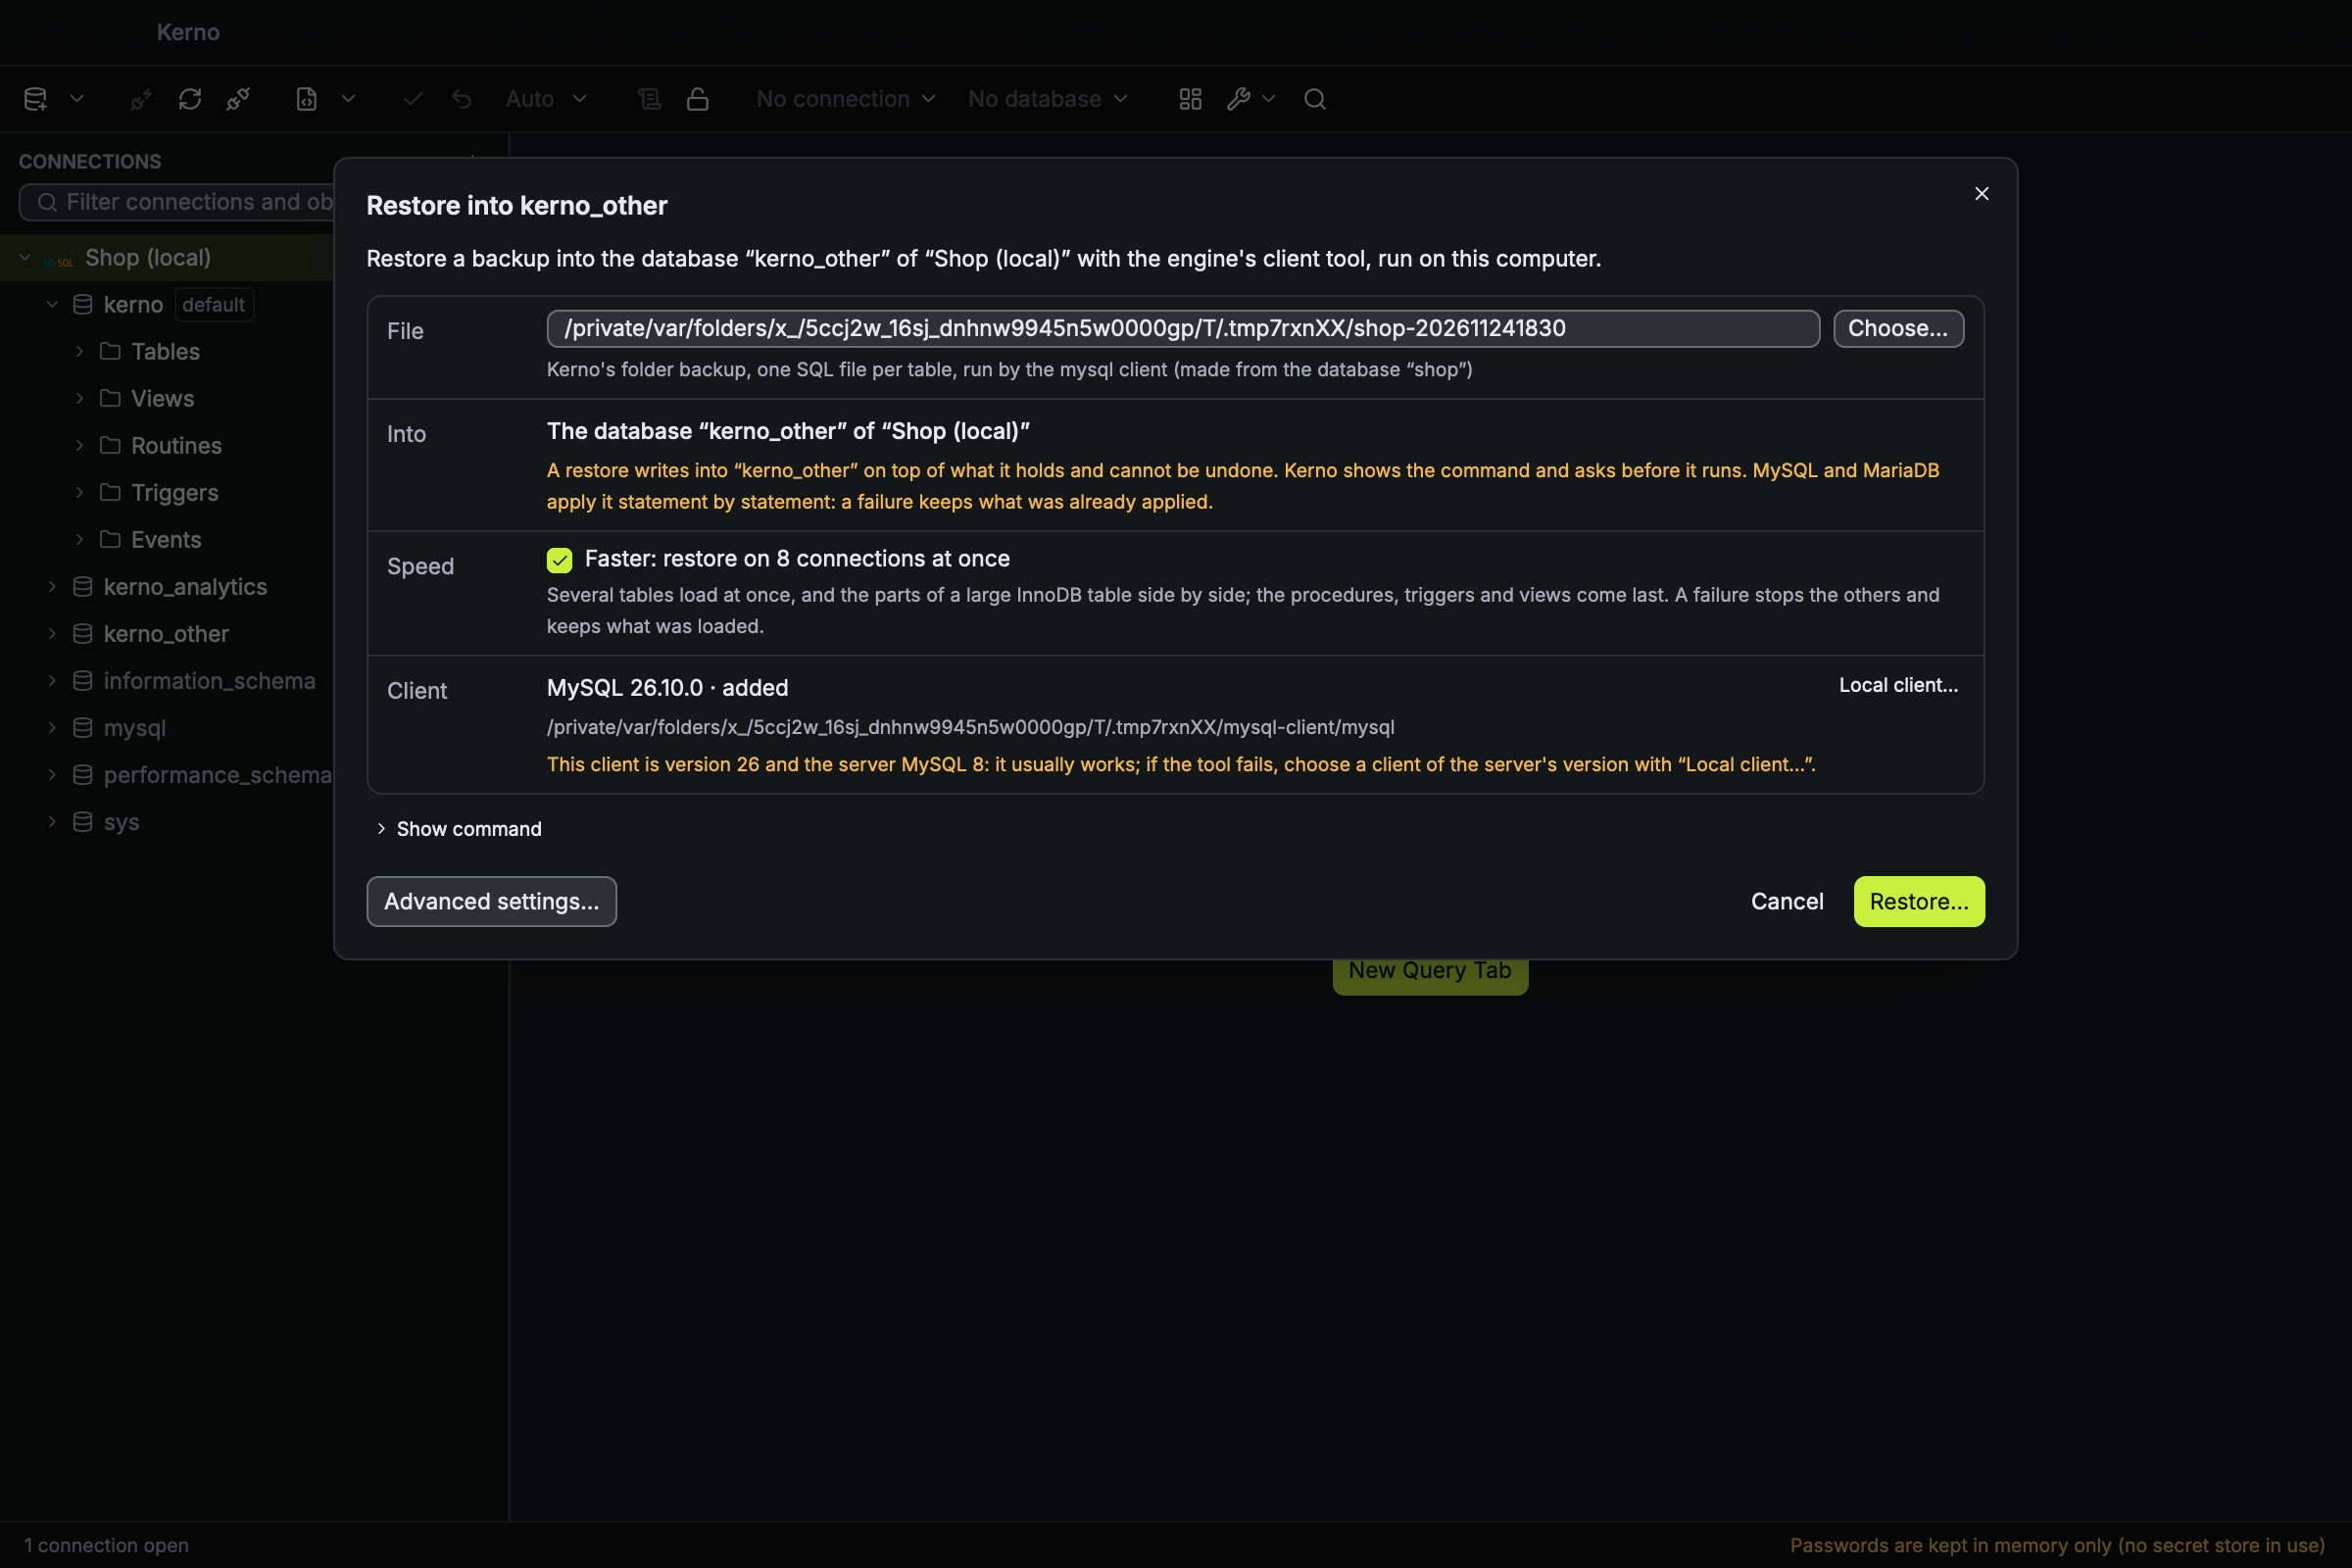 Kerno
Auto
No connection
No database
CONNECTIONS
Filter connections and ob
MySQL
Shop (local)
kerno default
Tables
Views
Routines
Triggers
Events
kerno_analytics
kerno_other
information_schema
mysql
performance_schema
sys
Restore into kerno_other
Restore a backup into the database “kerno_other” of “Shop (local)” with the engine's client tool, run on this computer.
File
/private/var/folders/x_/5ccj2w_16sj_dnhnw9945n5w0000gp/T/.tmp7rxnXX/shop-202611241830
Choose...
Kerno's folder backup, one SQL file per table, run by the mysql client (made from the database “shop”)
Into
The database “kerno_other” of “Shop (local)”
A restore writes into “kerno_other” on top of what it holds and cannot be undone. Kerno shows the command and asks before it runs. MySQL and MariaDB
apply it statement by statement: a failure keeps what was already applied.
Speed
Faster: restore on 8 connections at once
Several tables load at once, and the parts of a large InnoDB table side by side; the procedures, triggers and views come last. A failure stops the others and
keeps what was loaded.
Client
MySQL 26.10.0 · added
Local client...
/private/var/folders/x_/5ccj2w_16sj_dnhnw9945n5w0000gp/T/.tmp7rxnXX/mysql-client/mysql
This client is version 26 and the server MySQL 8: it usually works; if the tool fails, choose a client of the server's version with “Local client...”.
Show command
Advanced settings...
Cancel
Restore...
New Query Tab
1 connection open
Passwords are kept in memory only (no secret store in use)